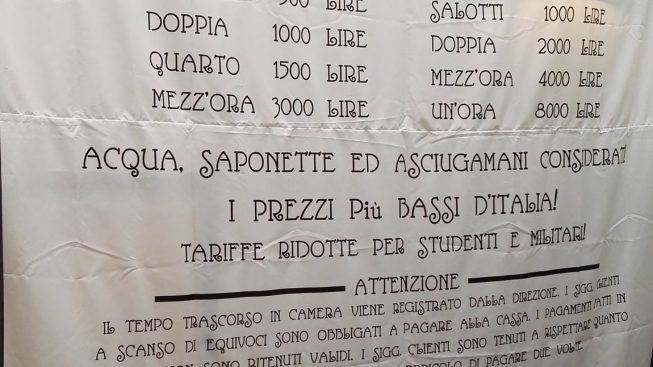 LIRE SALOTTI 1000 LIRE
DOPPIA 1000 LIRE DOPPIA 2000 LIRE
QUARTO 1500 LIRE MEZZ'ORA 4000 LIRE
MEZZ'ORA 3000 LIRE UN'ORA 8000 LIRE
ACQUA, SAPONETTE ED ASCIUGAMANI CONSIDERATI
I PREZZI Più BASSI D'ITALIA!
TARIFFE RIDOTTE PER STUDENTI E MILITARI!
ATTENZIONE
IL TEMPO TRASCORSO IN CAMERA VIENE REGISTRATO DALLA DIREZIONE. I SIGG. CLIENTI
A SCANSO DI EQUIVOCI SONO OBBLIGATI A PAGARE ALLA CASSA. I PAGAMENTI FATTI IN
NON SONO RITENUTI VALIDI. I SIGG. CLIENTI SONO TENUTI A RISPETTARE QUANTO
PERICOLO DI PAGARE DUE VOLTE